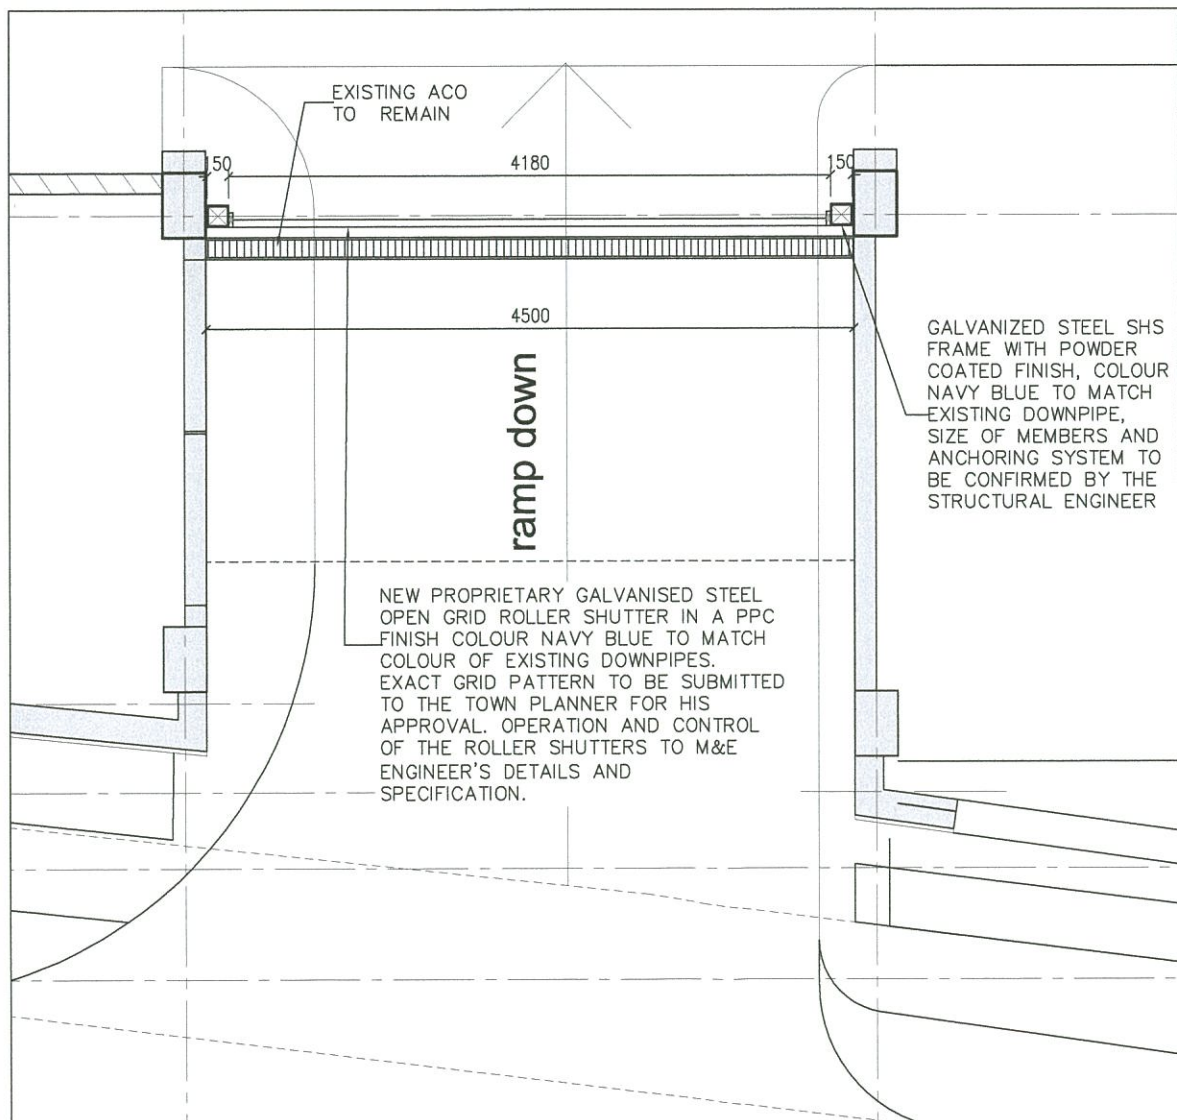 EXISTING ACO
TO REMAIN
150
4180
150
4500
ramp down
GALVANIZED STEEL SHS
FRAME WITH POWDER
COATED FINISH, COLOUR
NAVY BLUE TO MATCH
EXISTING DOWNPIPE,
SIZE OF MEMBERS AND
ANCHORING SYSTEM TO
BE CONFIRMED BY THE
STRUCTURAL ENGINEER
NEW PROPRIETARY GALVANISED STEEL
OPEN GRID ROLLER SHUTTER IN A PPC
FINISH COLOUR NAVY BLUE TO MATCH
COLOUR OF EXISTING DOWNPIPES.
EXACT GRID PATTERN TO BE SUBMITTED
TO THE TOWN PLANNER FOR HIS
APPROVAL. OPERATION AND CONTROL
OF THE ROLLER SHUTTERS TO M&E
ENGINEER'S DETAILS AND
SPECIFICATION.